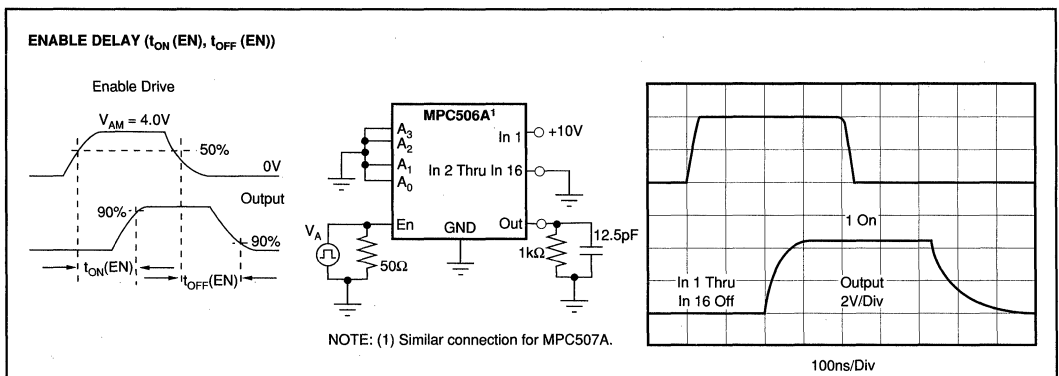 ENABLE DELAY (tON (EN), tOFF (EN))
Enable Drive
VAM = 4.0V
50%
0V
Output
90%
90%
tON(EN)
tOFF(EN)
MPC506A1
A3
A2
A1
A0
In 1
+10V
In 2 Thru In 16
En
GND
Out
VA
50Ω
1kΩ
12.5pF
NOTE: (1) Similar connection for MPC507A.
1 On
In 1 Thru
In 16 Off
Output
2V/Div
100ns/Div